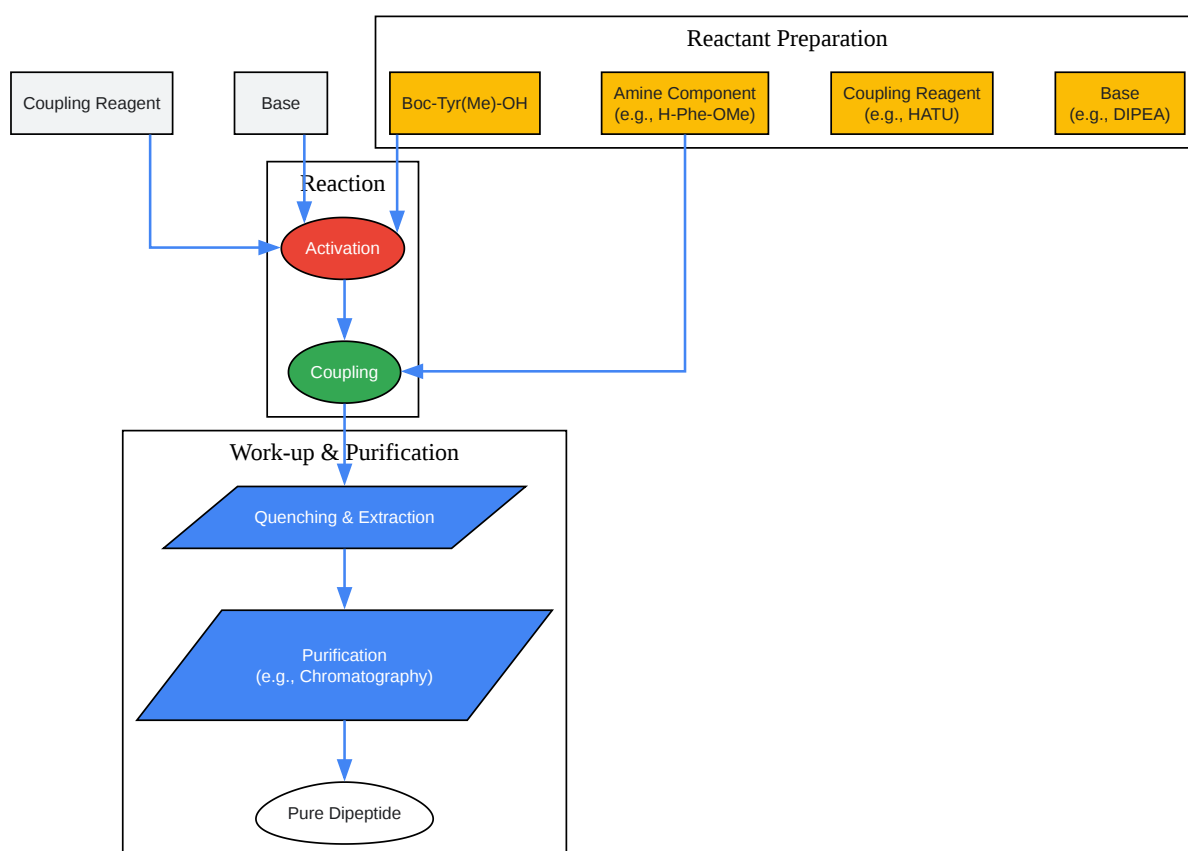 Reactant Preparation
Coupling Reagent
Base
Boc-Tyr(Me)-OH
Amine Component
(e.g., H-Phe-OMe)
Coupling Reagent
(e.g., HATU)
Base
(e.g., DIPEA)
Reaction
Activation
Coupling
Work-up & Purification
Quenching & Extraction
Purification
(e.g., Chromatography)
Pure Dipeptide